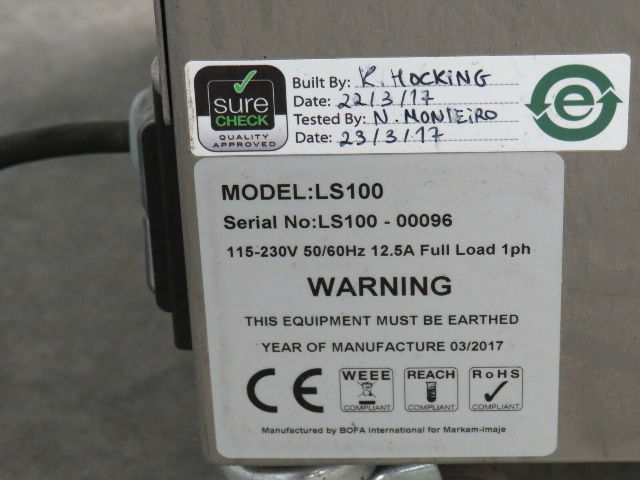 sure
CHECK
QUALITY
APPROVED
Built By: K. HOCKING
Date: 22/3/17
Tested By: N. MONTEIRO
Date: 23/3/17
e
MODEL:LS100
Serial No:LS100 - 00096
115-230V 50/60Hz 12.5A Full Load 1ph
WARNING
THIS EQUIPMENT MUST BE EARTHED
YEAR OF MANUFACTURE 03/2017
CE WEEE REACH RoHS
COMPLIANT COMPLIANT COMPLIANT
Manufactured by BOFA International for Markem-Imaje